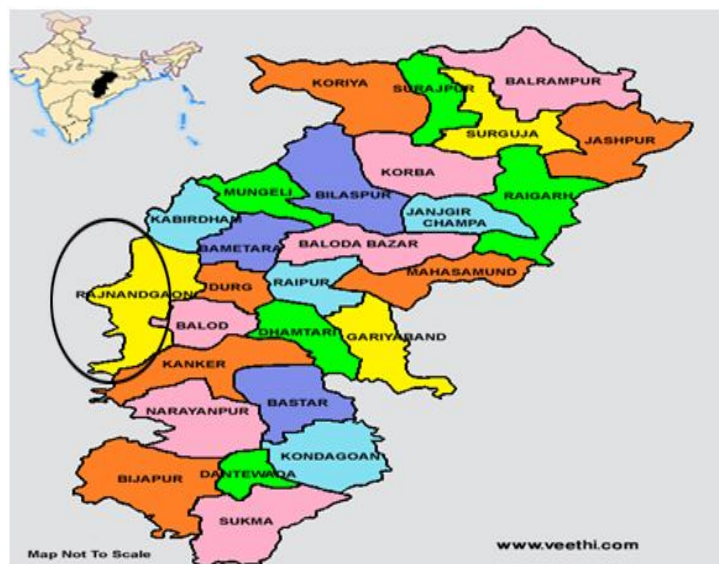 KORIYA
SURAJPUR
BALRAMPUR
SURGUJA
JASHPUR
KORBA
MUNGELI
BILASPUR
RAIGARH
KABIRDHAM
JANJGIR
CHAMPA
BAMETARA
BALODA BAZAR
MAHASAMUND
RAJNANDGAON
DURG
RAIPUR
BALOD
DHAMTARI
GARIYABAND
KANKER
NARAYANPUR
BASTAR
KONDAGOAN
BIJAPUR
DANTEWADA
SUKMA
www.veethi.com
Map Not To Scale